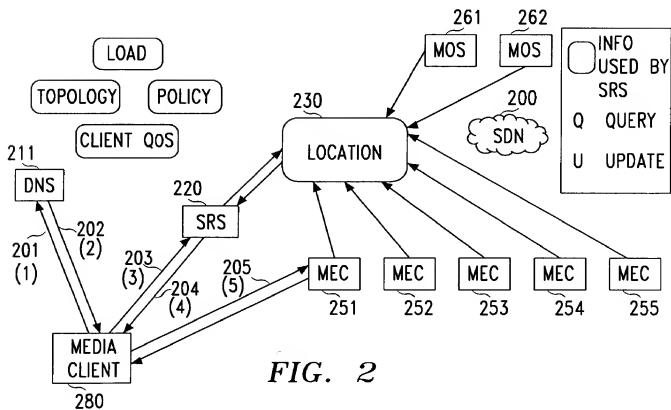 261
262
MOS
MOS
INFO
USED BY
SRS
Q QUERY
U UPDATE
LOAD
TOPOLOGY
POLICY
CLIENT QoS
230
LOCATION
200
SDN
211
DNS
220
SRS
201
(1)
202
(2)
203
(3)
204
(4)
205
(5)
MEC
MEC
MEC
MEC
MEC
251
252
253
254
255
MEDIA
CLIENT
280
FIG. 2